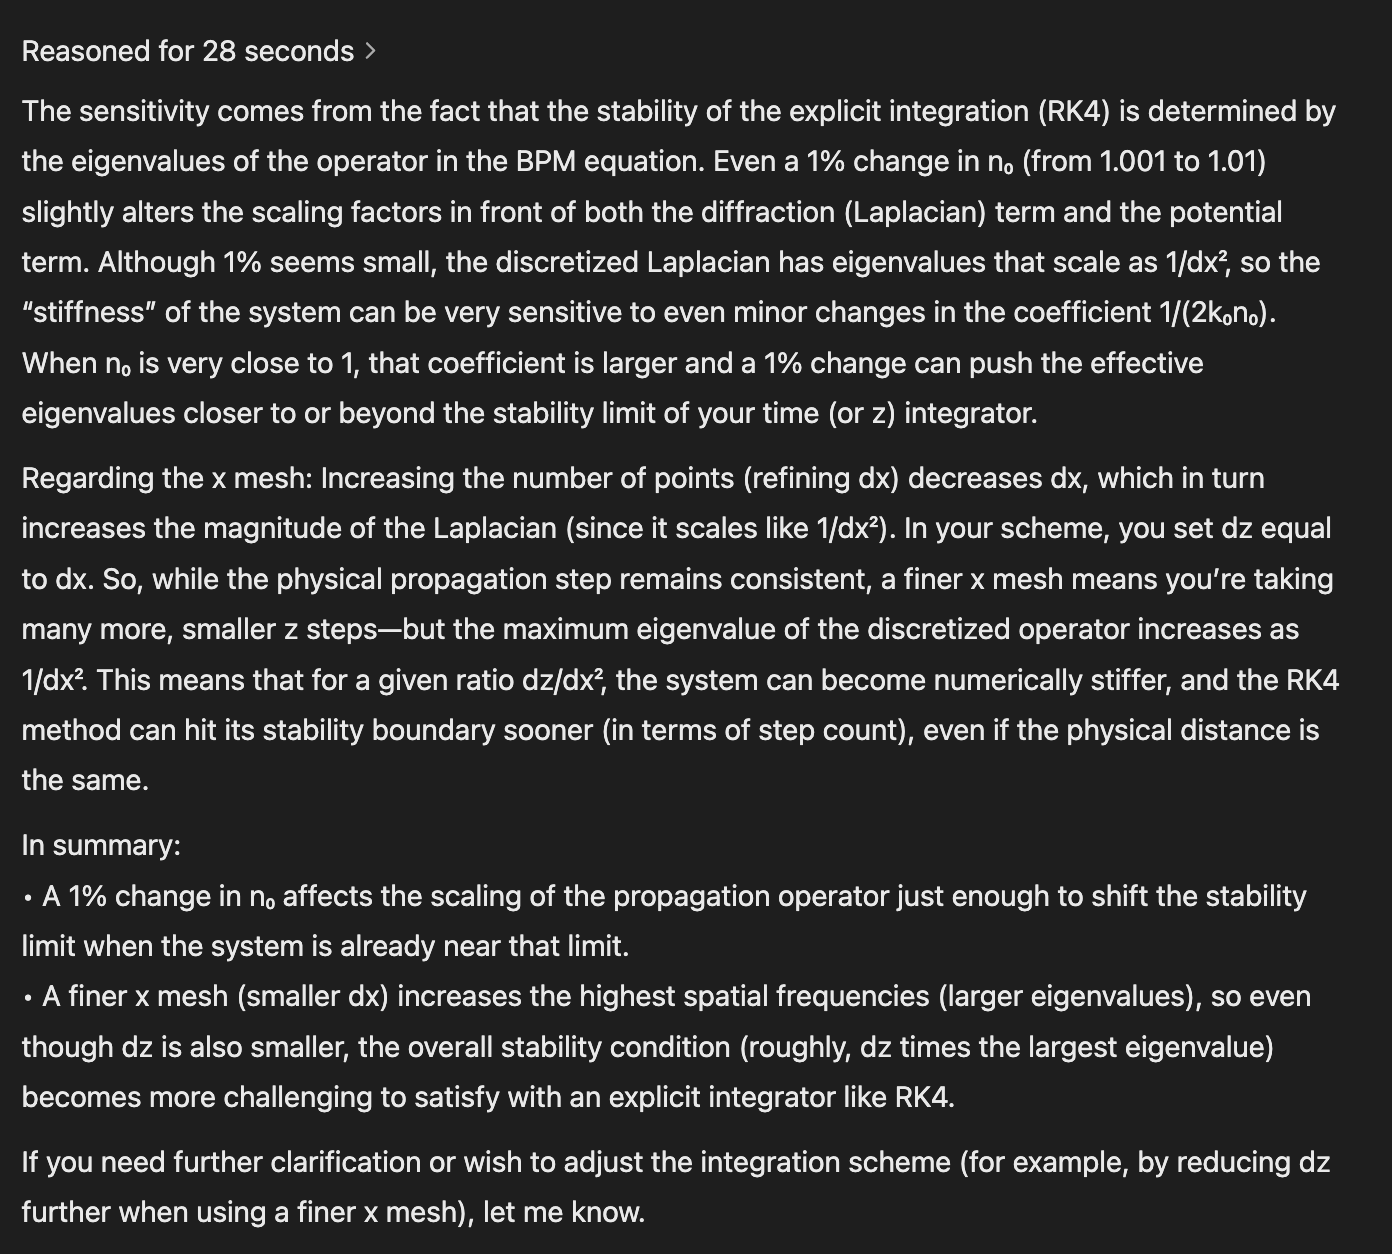 Reasoned for 28 seconds >
The sensitivity comes from the fact that the stability of the explicit integration (RK4) is determined by
the eigenvalues of the operator in the BPM equation. Even a 1% change in n₀ (from 1.001 to 1.01)
slightly alters the scaling factors in front of both the diffraction (Laplacian) term and the potential
term. Although 1% seems small, the discretized Laplacian has eigenvalues that scale as 1/dx², so the
“stiffness” of the system can be very sensitive to even minor changes in the coefficient 1/(2k₀n₀).
When n₀ is very close to 1, that coefficient is larger and a 1% change can push the effective
eigenvalues closer to or beyond the stability limit of your time (or z) integrator.
Regarding the x mesh: Increasing the number of points (refining dx) decreases dx, which in turn
increases the magnitude of the Laplacian (since it scales like 1/dx²). In your scheme, you set dz equal
to dx. So, while the physical propagation step remains consistent, a finer x mesh means you’re taking
many more, smaller z steps—but the maximum eigenvalue of the discretized operator increases as
1/dx². This means that for a given ratio dz/dx², the system can become numerically stiffer, and the RK4
method can hit its stability boundary sooner (in terms of step count), even if the physical distance is
the same.
In summary:
• A 1% change in n₀ affects the scaling of the propagation operator just enough to shift the stability
limit when the system is already near that limit.
• A finer x mesh (smaller dx) increases the highest spatial frequencies (larger eigenvalues), so even
though dz is also smaller, the overall stability condition (roughly, dz times the largest eigenvalue)
becomes more challenging to satisfy with an explicit integrator like RK4.
If you need further clarification or wish to adjust the integration scheme (for example, by reducing dz
further when using a finer x mesh), let me know.